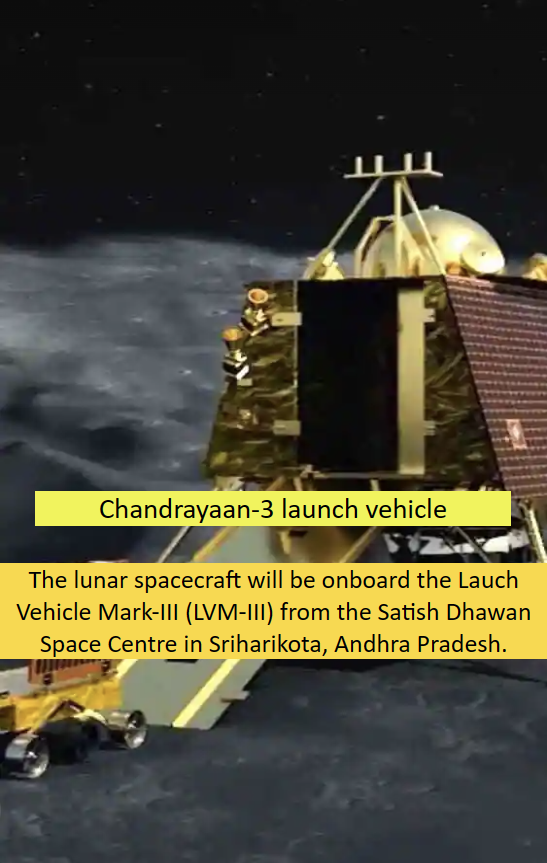 Chandrayaan-3 launch vehicle
The lunar spacecraft will be onboard the Lauch
Vehicle Mark-III (LVM-III) from the Satish Dhawan
Space Centre in Sriharikota, Andhra Pradesh.